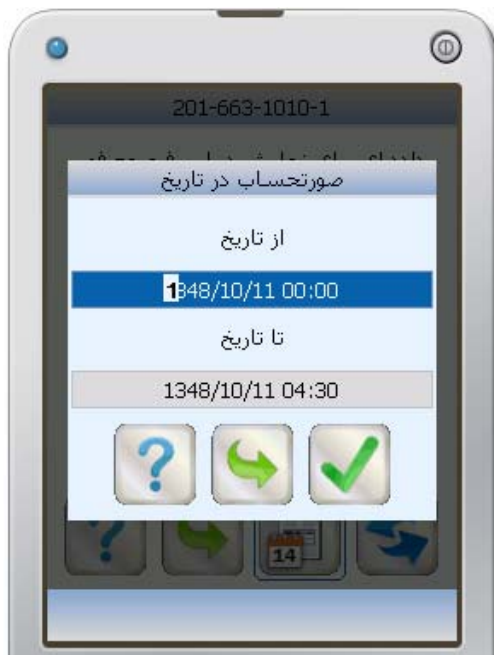 201-663-1010-1
صورتحساب در تاریخ
از تاریخ
1348/10/11 00:00
تا تاریخ
1348/10/11 04:30
14